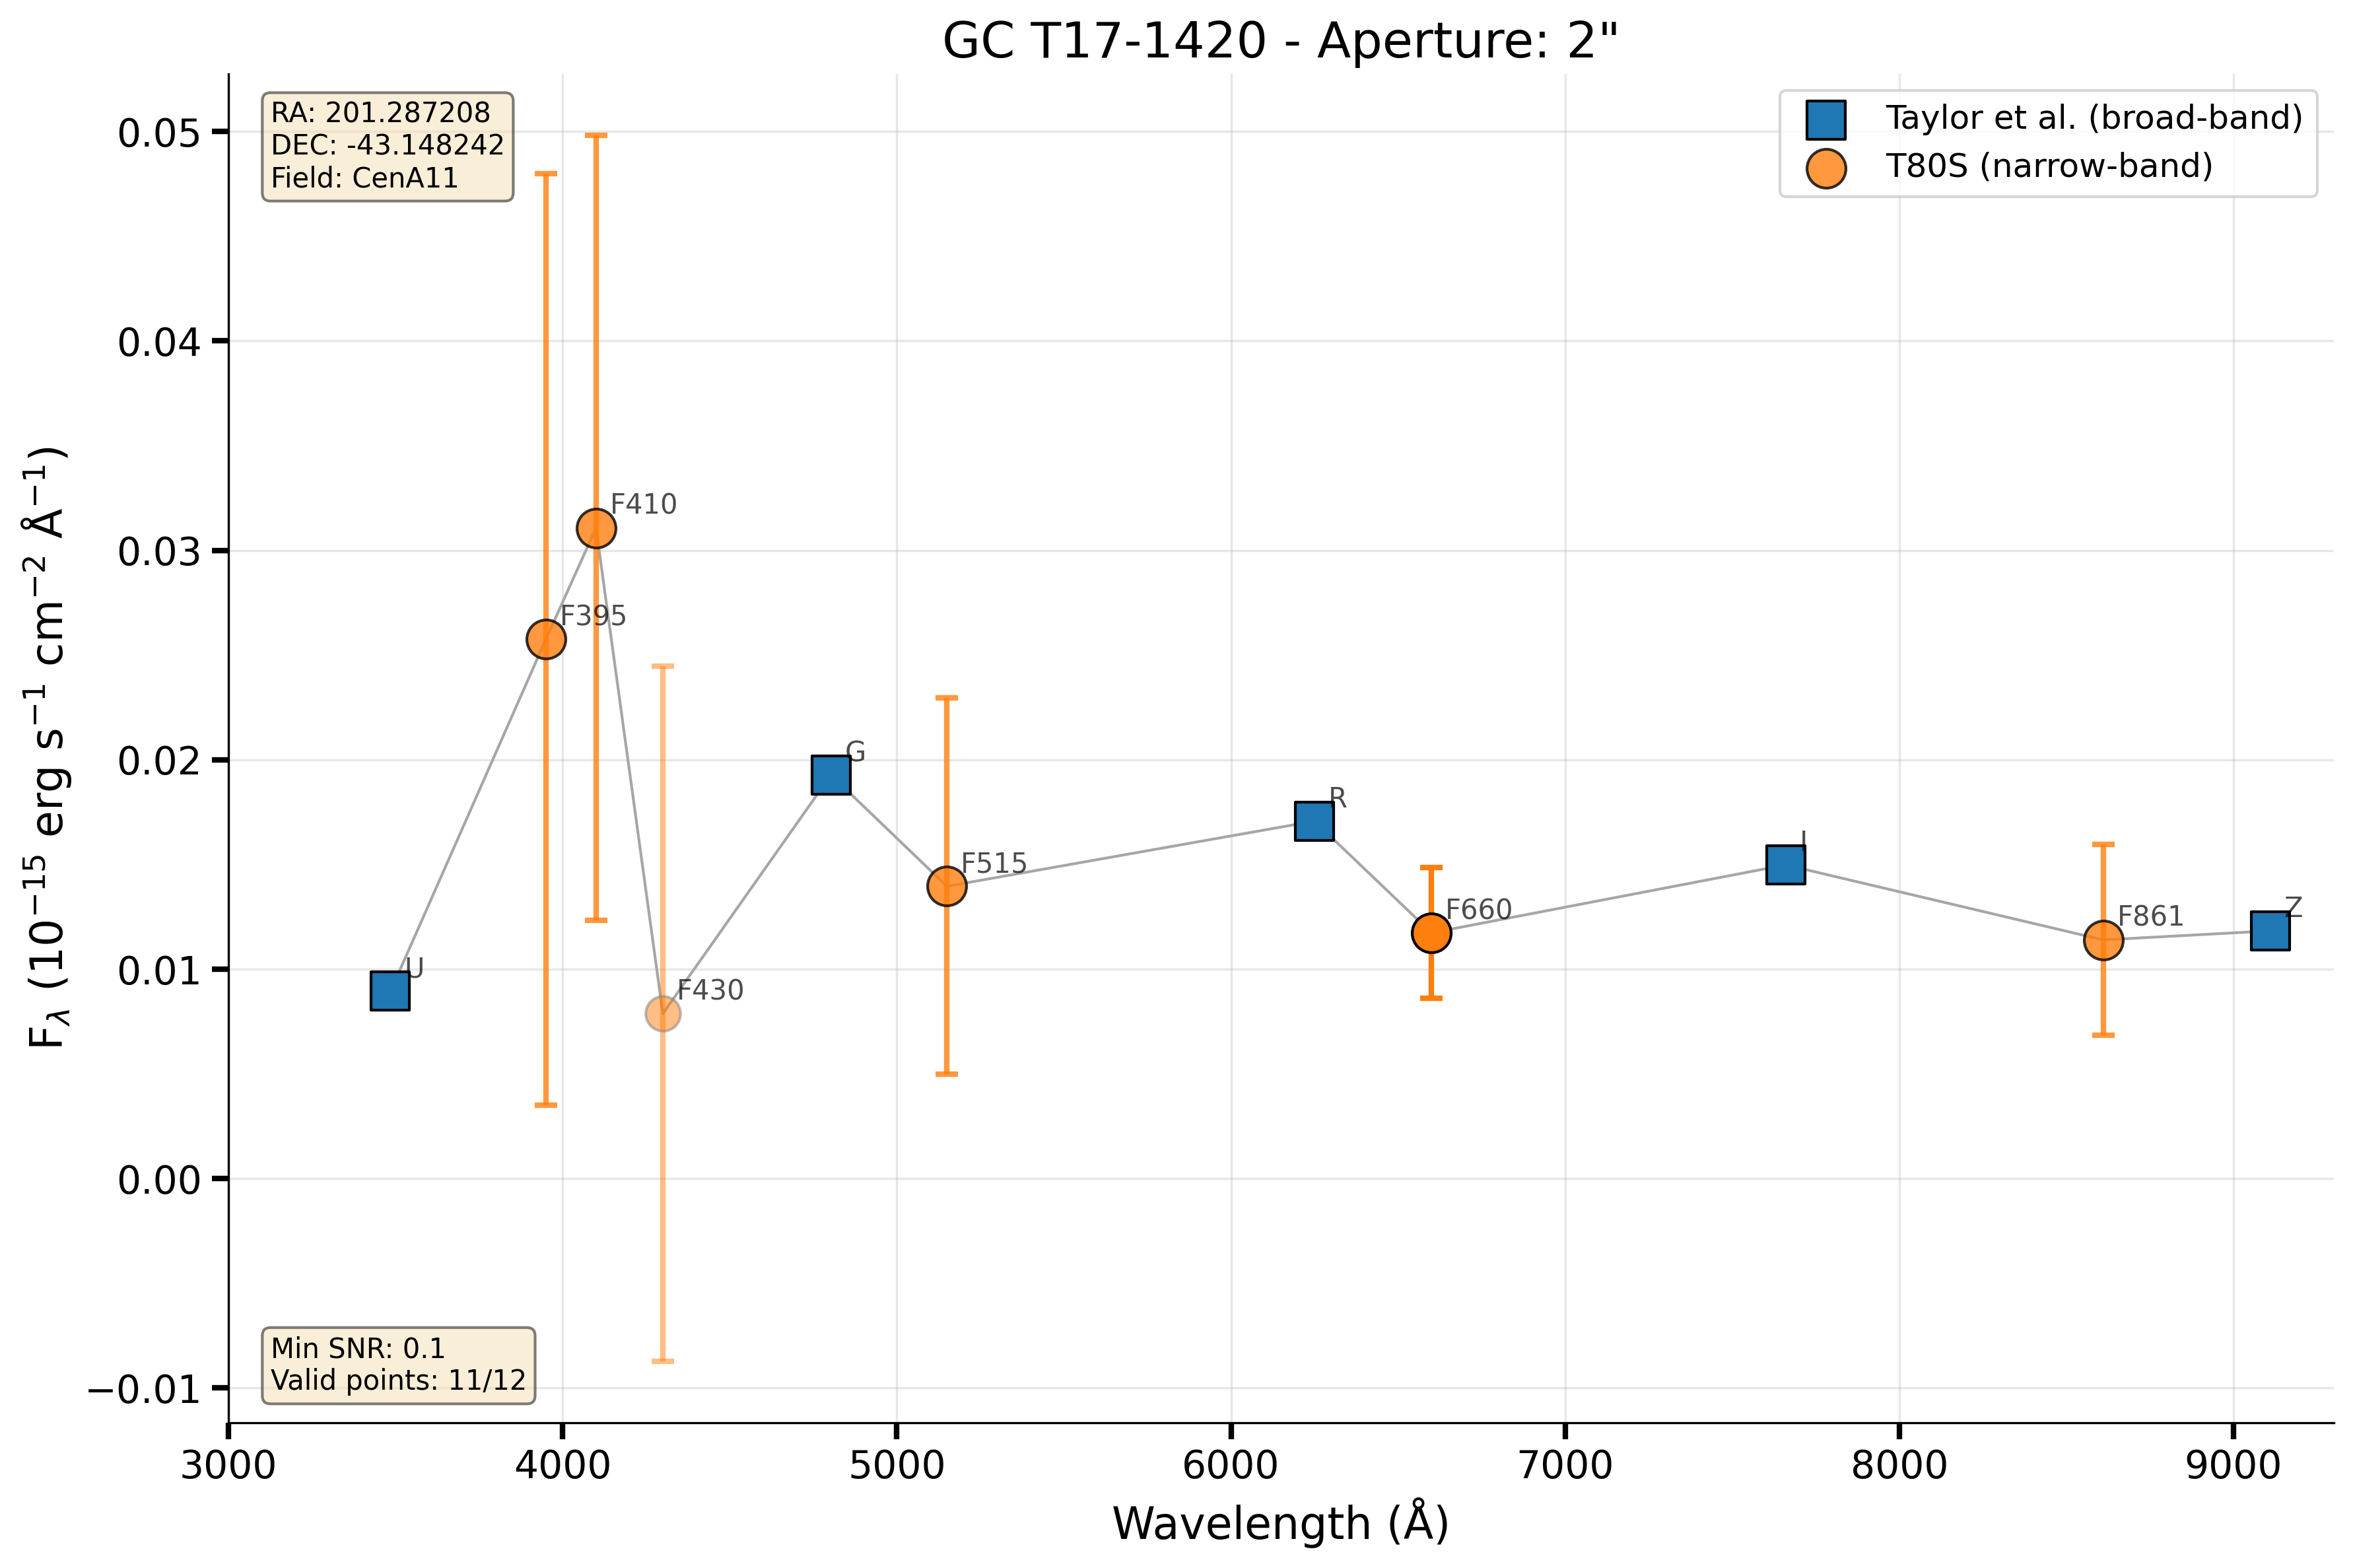 GC T17-1420 - Aperture: 2"
RA: 201.287208
DEC: -43.148242
Field: CenA11
Taylor et al. (broad-band)
T80S (narrow-band)
F$_{\lambda}$ (10$^{-15}$ erg s$^{-1}$ cm$^{-2}$ Å$^{-1}$)
0.05
0.04
0.03
0.02
0.01
0.00
−0.01
U
F395
F410
F430
G
F515
R
F660
I
F861
Z
Min SNR: 0.1
Valid points: 11/12
3000 4000 5000 6000 7000 8000 9000
Wavelength (Å)